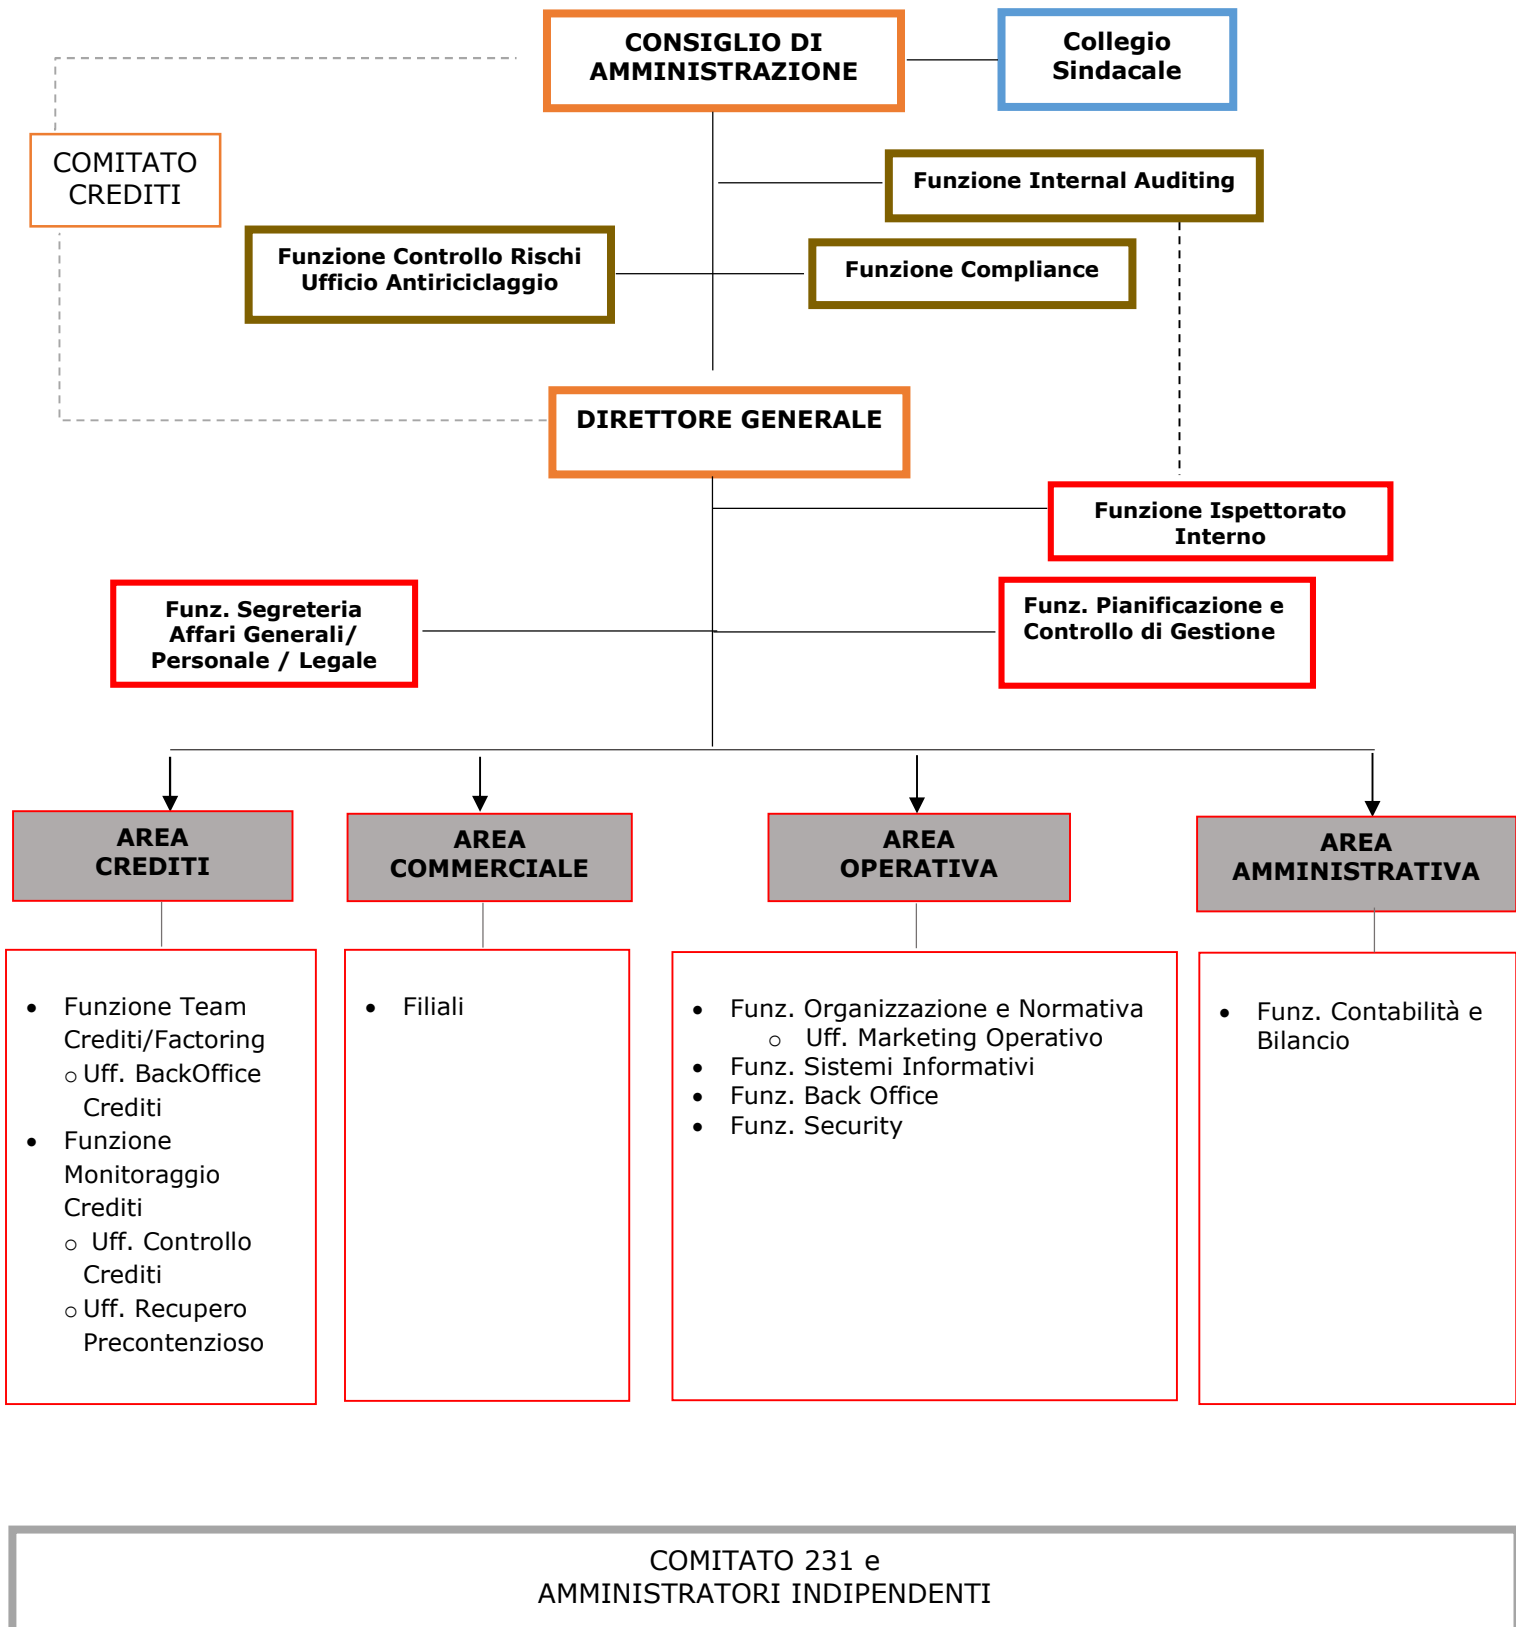 CONSIGLIO DI
AMMINISTRAZIONE
Collegio
Sindacale
COMITATO
CREDITI
Funzione Internal Auditing
Funzione Controllo Rischi
Ufficio Antiriciclaggio
Funzione Compliance
DIRETTORE GENERALE
Funzione Ispettorato
Interno
Funz. Segreteria
Affari Generali/
Personale / Legale
Funz. Pianificazione e
Controllo di Gestione
AREA
CREDITI
AREA
COMMERCIALE
AREA
OPERATIVA
AREA
AMMINISTRATIVA
• Funzione Team
Crediti/Factoring
o Uff. BackOffice
Crediti
• Funzione
Monitoraggio
Crediti
o Uff. Controllo
Crediti
o Uff. Recupero
Precontenzioso
• Filiali
• Funz. Organizzazione e Normativa
o Uff. Marketing Operativo
• Funz. Sistemi Informativi
• Funz. Back Office
• Funz. Security
• Funz. Contabilità e
Bilancio
COMITATO 231 e
AMMINISTRATORI INDIPENDENTI